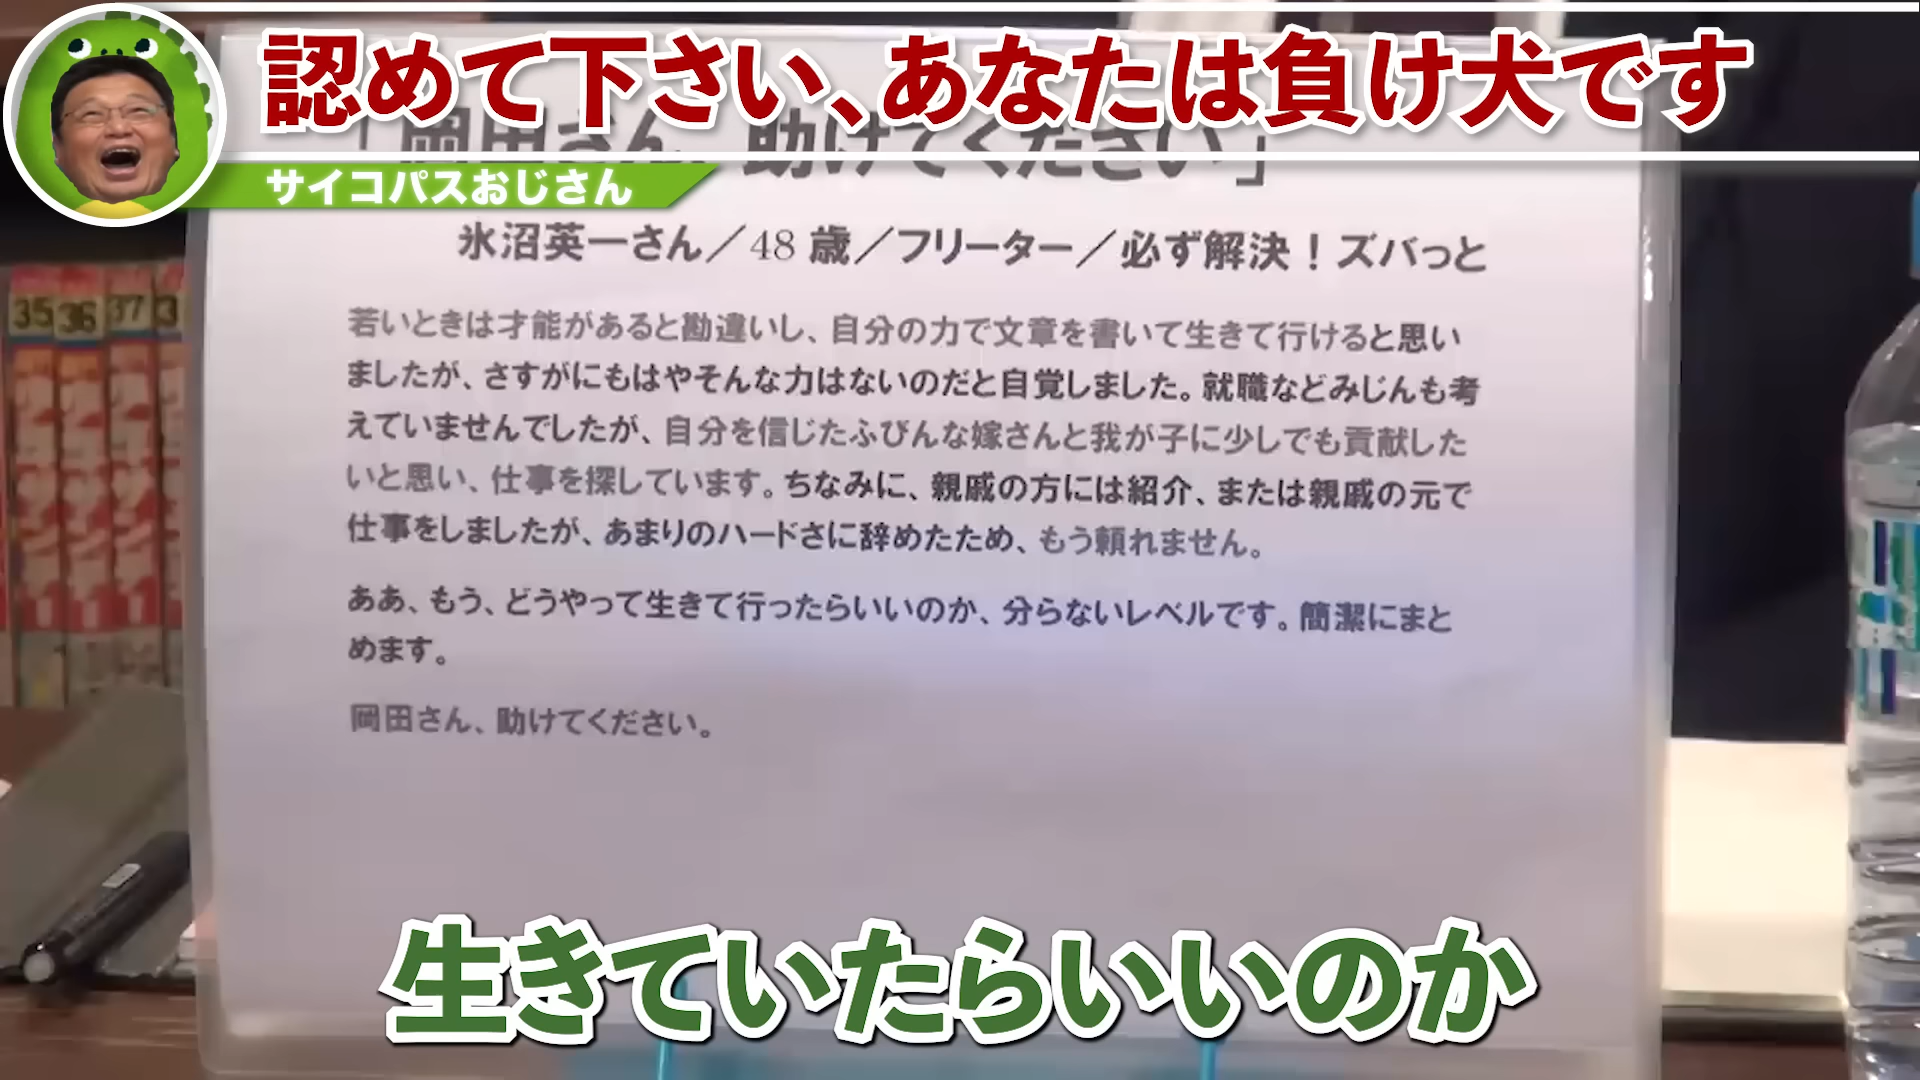 認めて下さい、あなたは負け犬です
「岡田さん、助けてください」
サイコパスおじさん
氷沼英一さん／48 歳／フリーター／必ず解決！ズバっと
若いときは才能があると勘違いし、自分の力で文章を書いて生きて行けると思い
ましたが、さすがにもはやそんな力はないのだと自覚しました。就職などみじんも考
えていませんでしたが、自分を信じたふびんな嫁さんと我が子に少しでも貢献した
いと思い、仕事を探しています。ちなみに、親戚の方には紹介、または親戚の元で
仕事をしましたが、あまりのハードさに辞めたため、もう頼れません。
ああ、もう、どうやって生きて行ったらいいのか、分らないレベルです。簡潔にまと
めます。
岡田さん、助けてください。
35 36 37 3
生きていたらいいのか